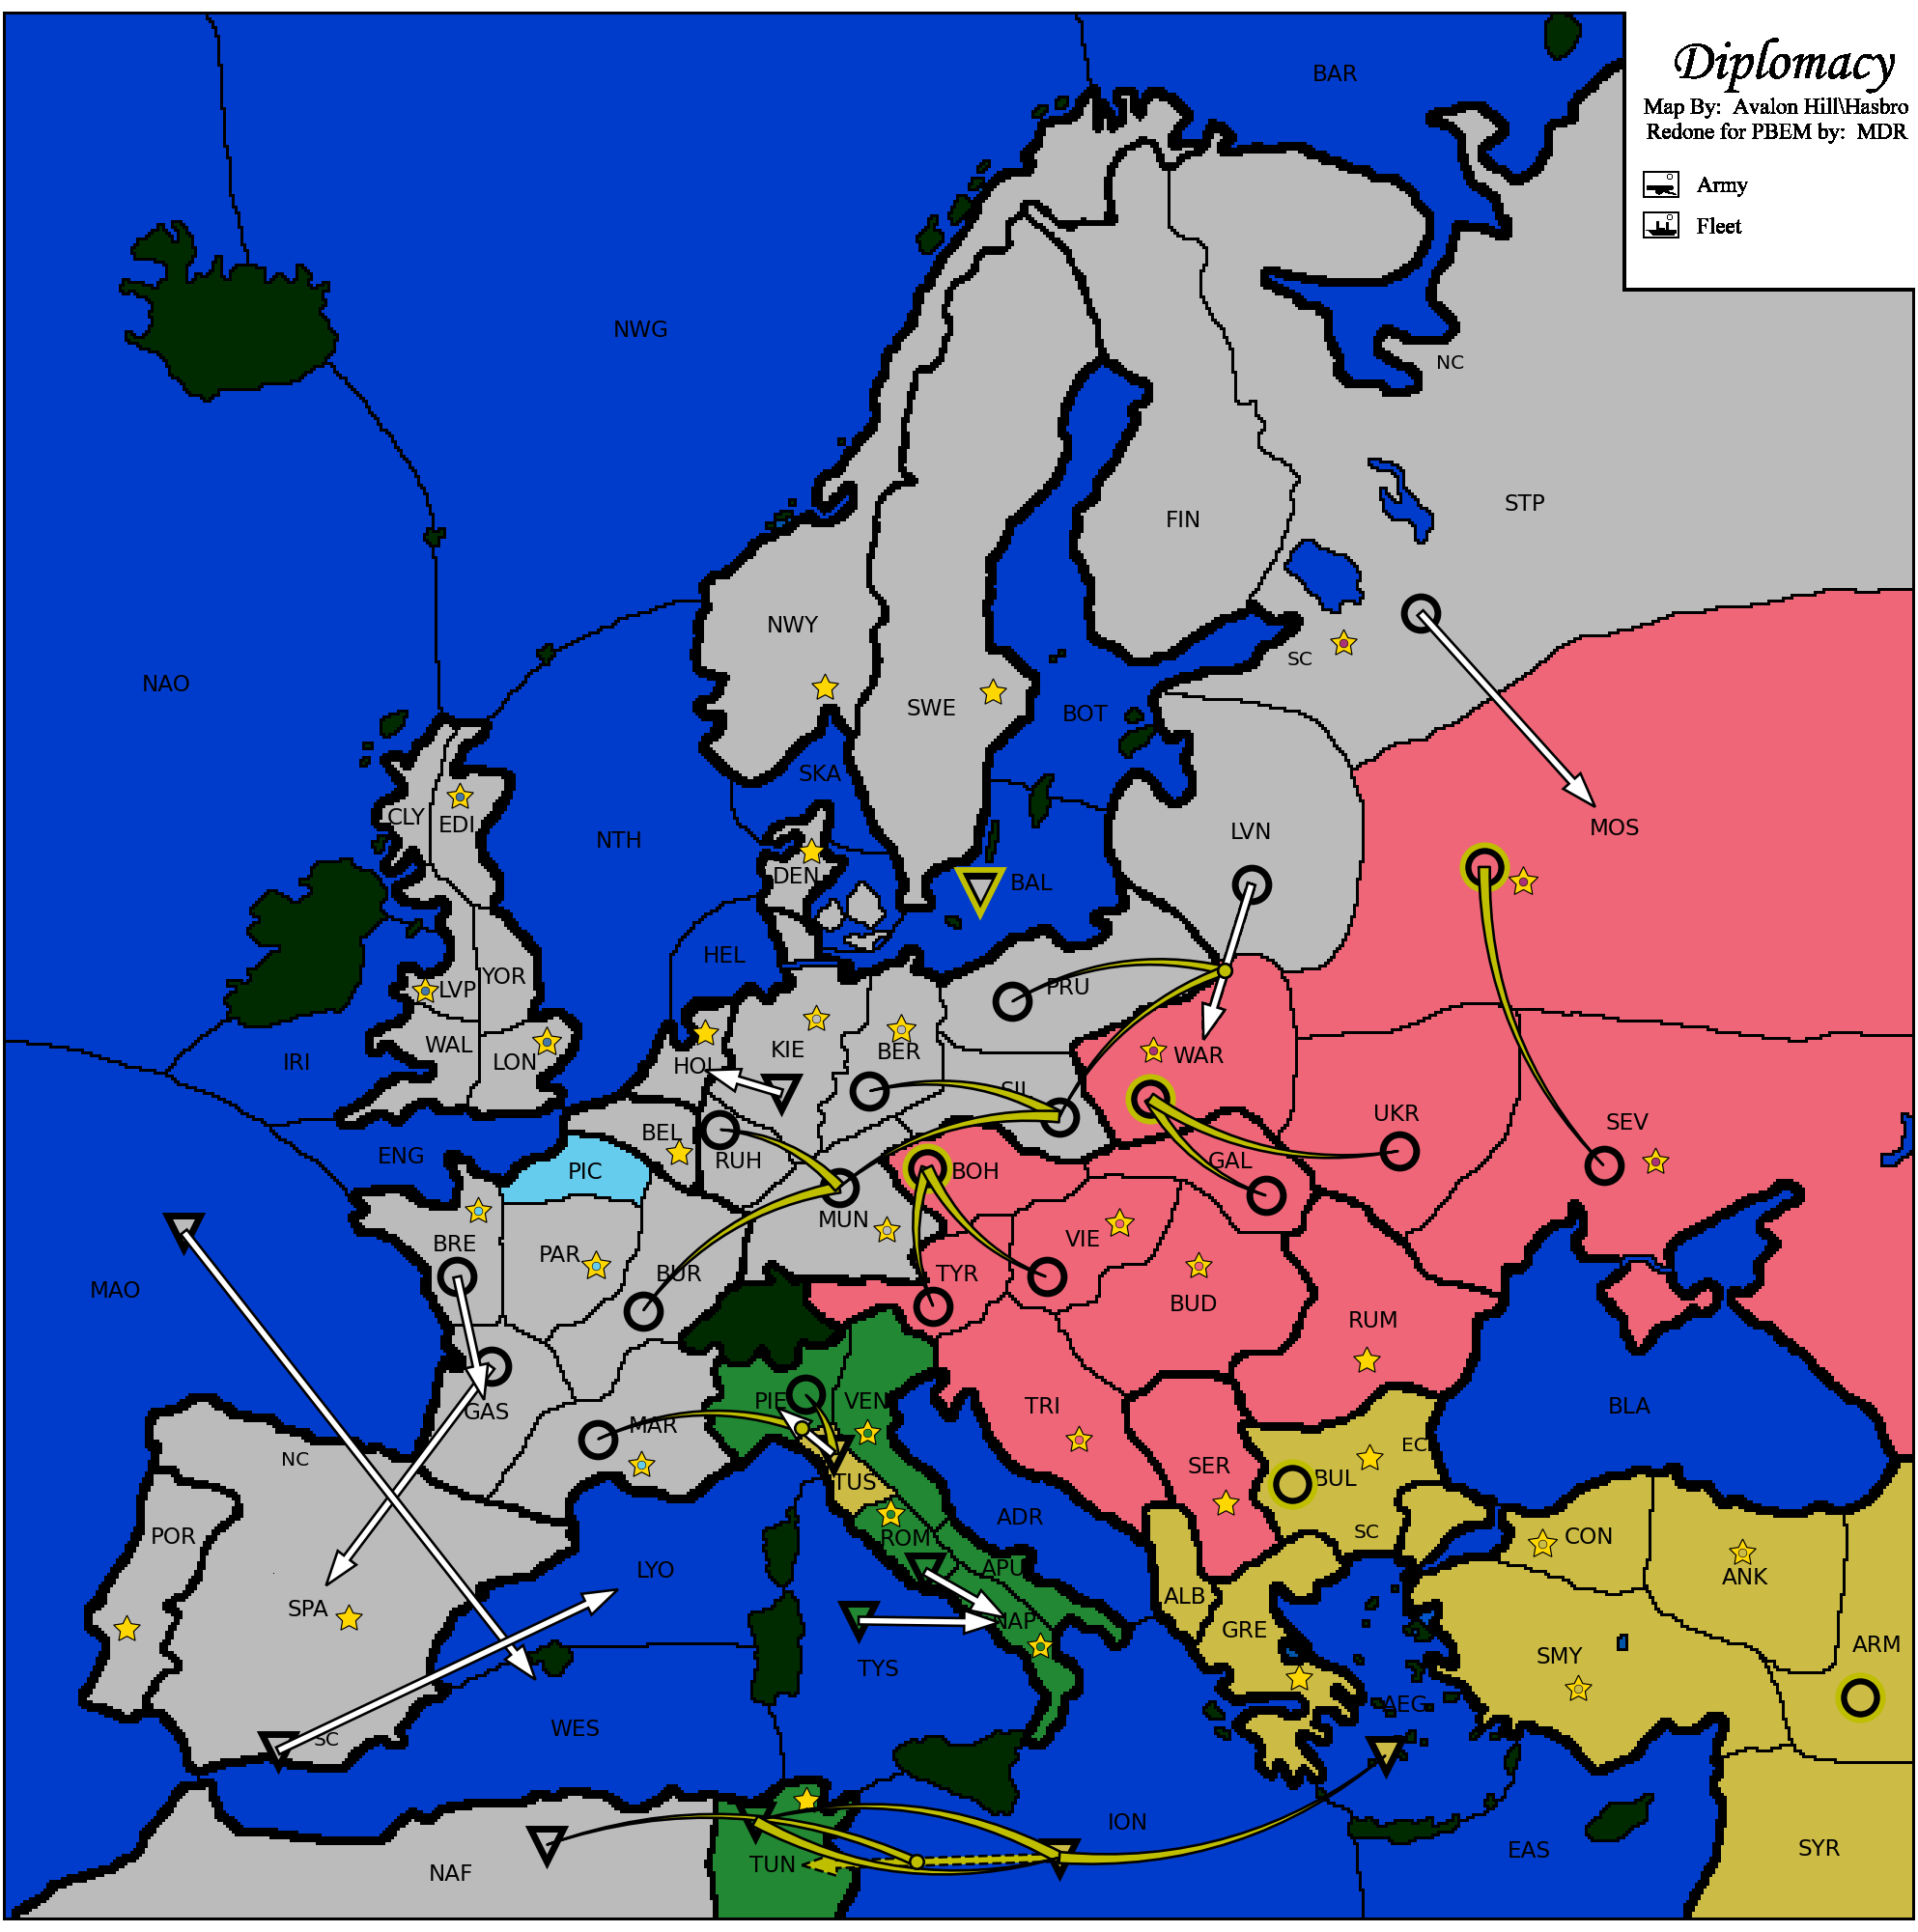 Diplomacy
Map By: Avalon Hill\Hasbro
Redone for PBEM by: MDR
Army
Fleet
BAR
NWG
NC
STP
FIN
NWY
SC
NAO
SWE
BOT
SKA
CLY
EDI
NTH
LVN
MOS
DEN
BAL
HEL
LVP
YOR
PRU
WAL
LON
IRI
HOL
KIE
BER
WAR
SIL
UKR
SEV
BEL
RUH
ENG
PIC
BOH
GAL
MUN
BRE
PAR
BUR
VIE
TYR
MAO
BUD
RUM
GAS
MAR
PIE
VEN
TRI
BLA
NC
EC
SER
BUL
TUS
POR
ROM
ADR
SC
CON
LYO
APU
ANK
SPA
ALB
NAP
GRE
ARM
SMY
TYS
AEG
WES
SC
ION
EAS
SYR
NAF
TUN